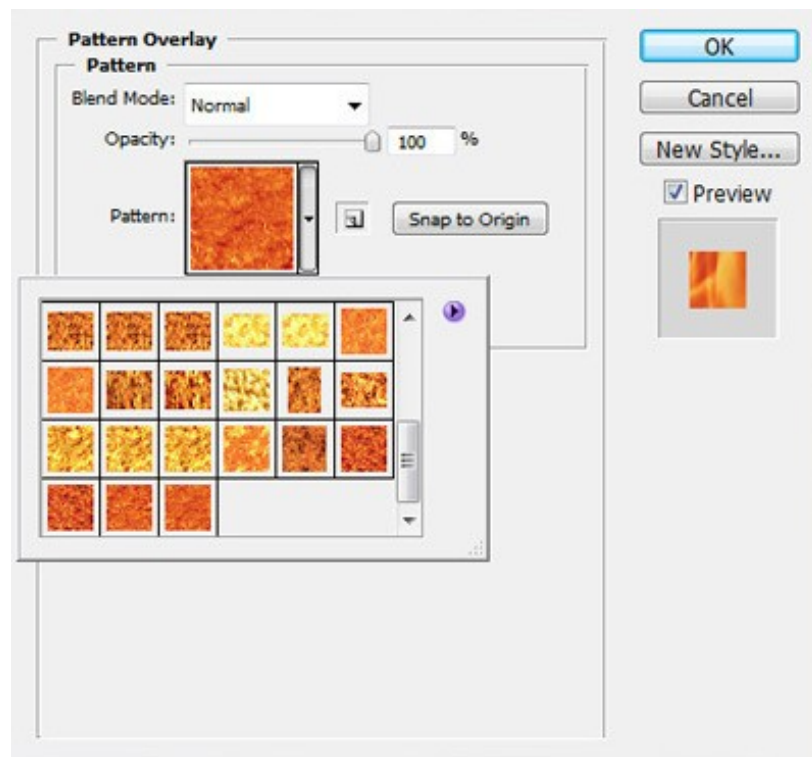 Pattern Overlay
Pattern
Blend Mode: Normal
Opacity: 100 %
Pattern: Snap to Origin
OK
Cancel
New Style...
Preview